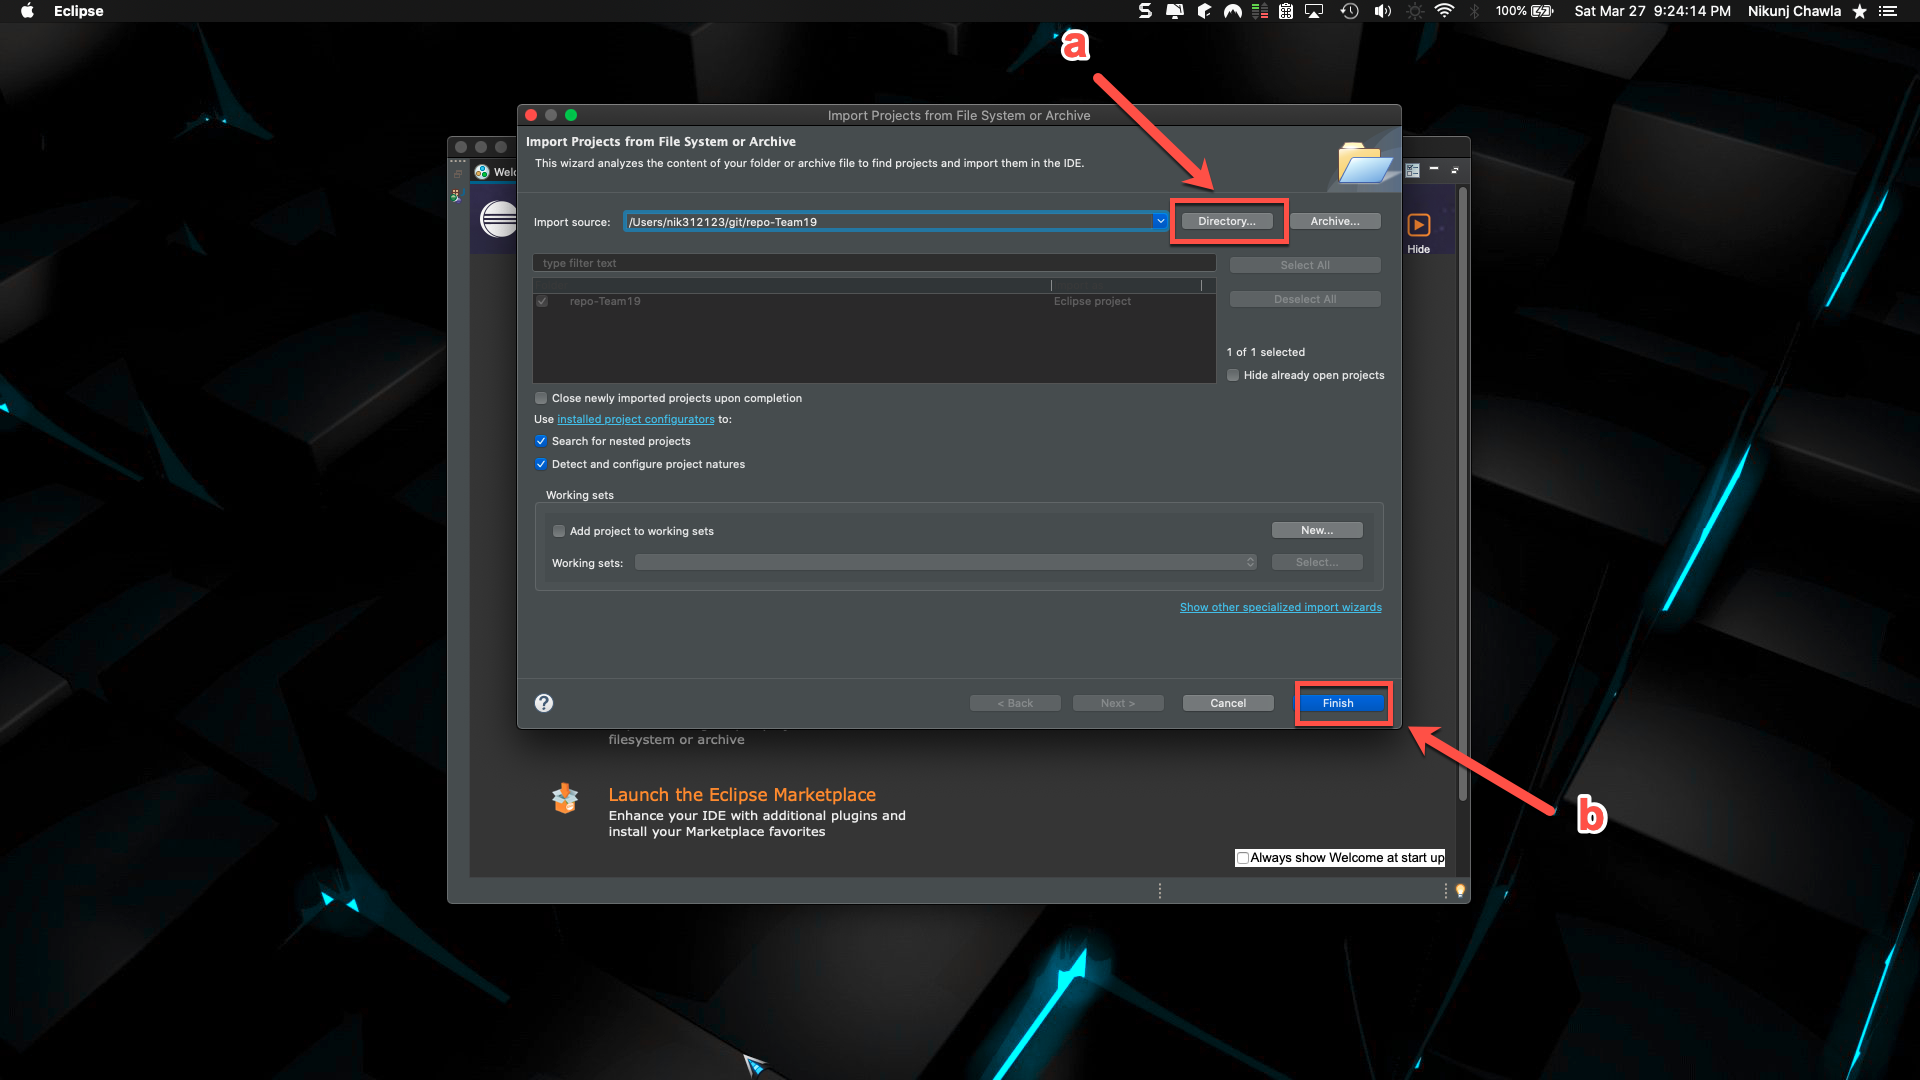 Eclipse
100%
Sat Mar 27 9:24:14 PM
Nikunj Chawla
a
Import Projects from File System or Archive
Import Projects from File System or Archive
This wizard analyzes the content of your folder or archive file to find projects and import them in the IDE.
Welc
Import source: /Users/nik312123/git/repo-Team19 Directory... Archive...
Hide
type filter text
Select All
repo-Team19 Eclipse project
Deselect All
1 of 1 selected
Hide already open projects
Close newly imported projects upon completion
Use installed project configurators to:
Search for nested projects
Detect and configure project natures
Working sets
Add project to working sets New...
Working sets: Select...
Show other specialized import wizards
? < Back Next > Cancel Finish
filesystem or archive
b
Launch the Eclipse Marketplace
Enhance your IDE with additional plugins and
install your Marketplace favorites
Always show Welcome at start up